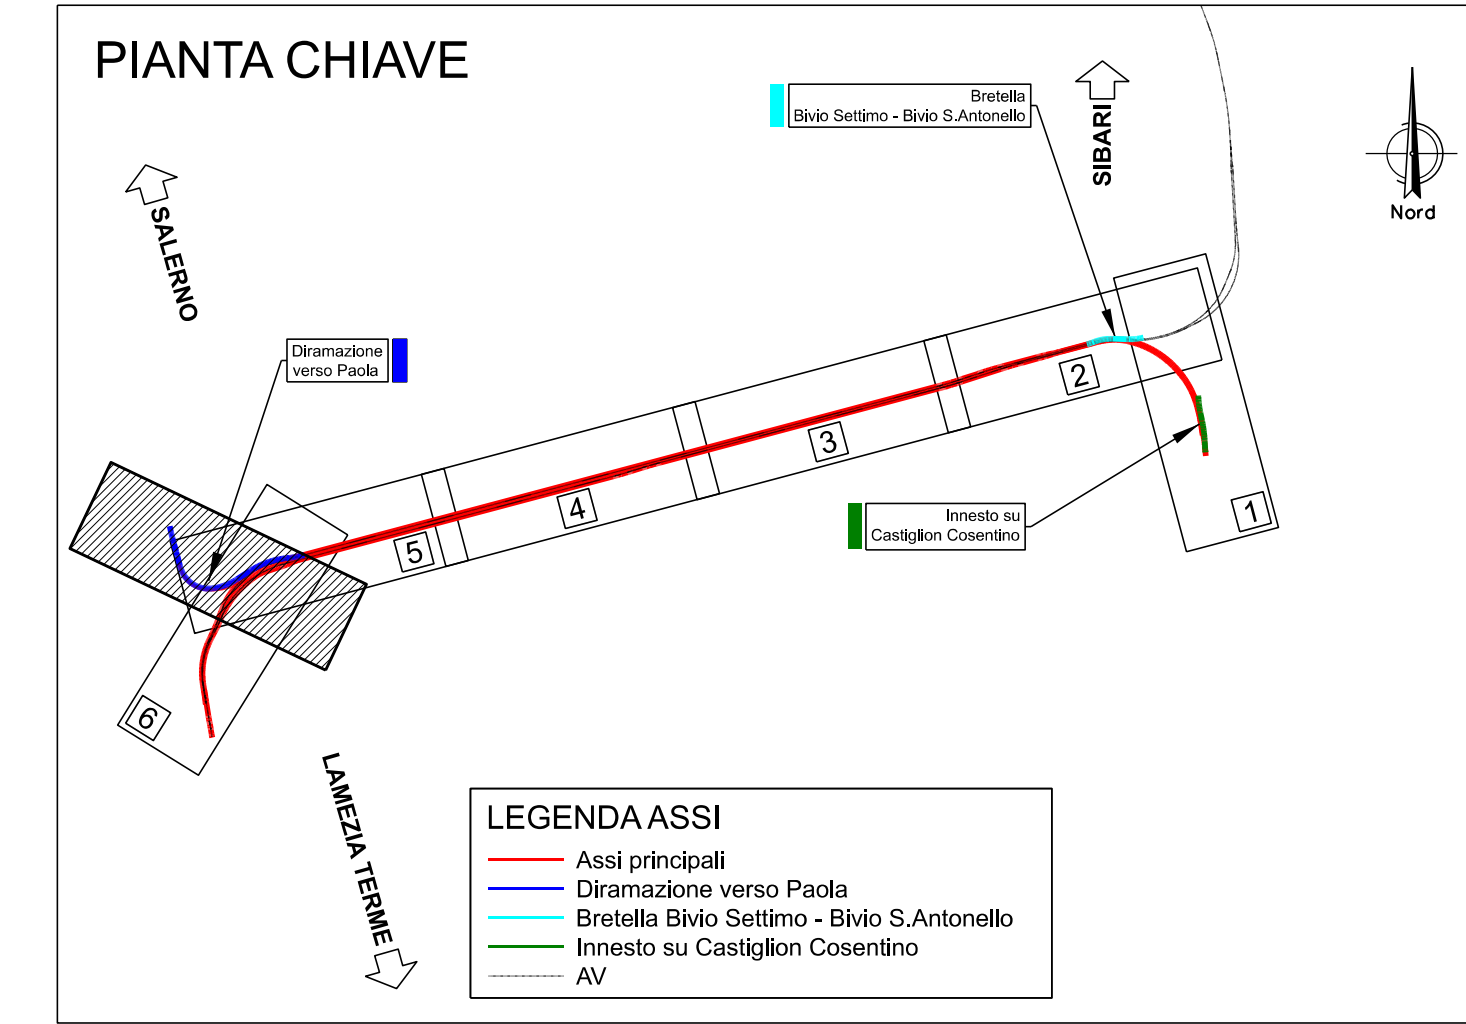 PIANTA CHIAVE
Bretella
Bivio Settimo - Bivio S.Antonello
SIBARI
Nord
SALERNO
Diramazione
verso Paola
2
3
4
5
1
Innesto su
Castiglion Cosentino
6
LAMEZIA TERME
LEGENDA ASSI
Assi principali
Diramazione verso Paola
Bretella Bivio Settimo - Bivio S.Antonello
Innesto su Castiglion Cosentino
AV